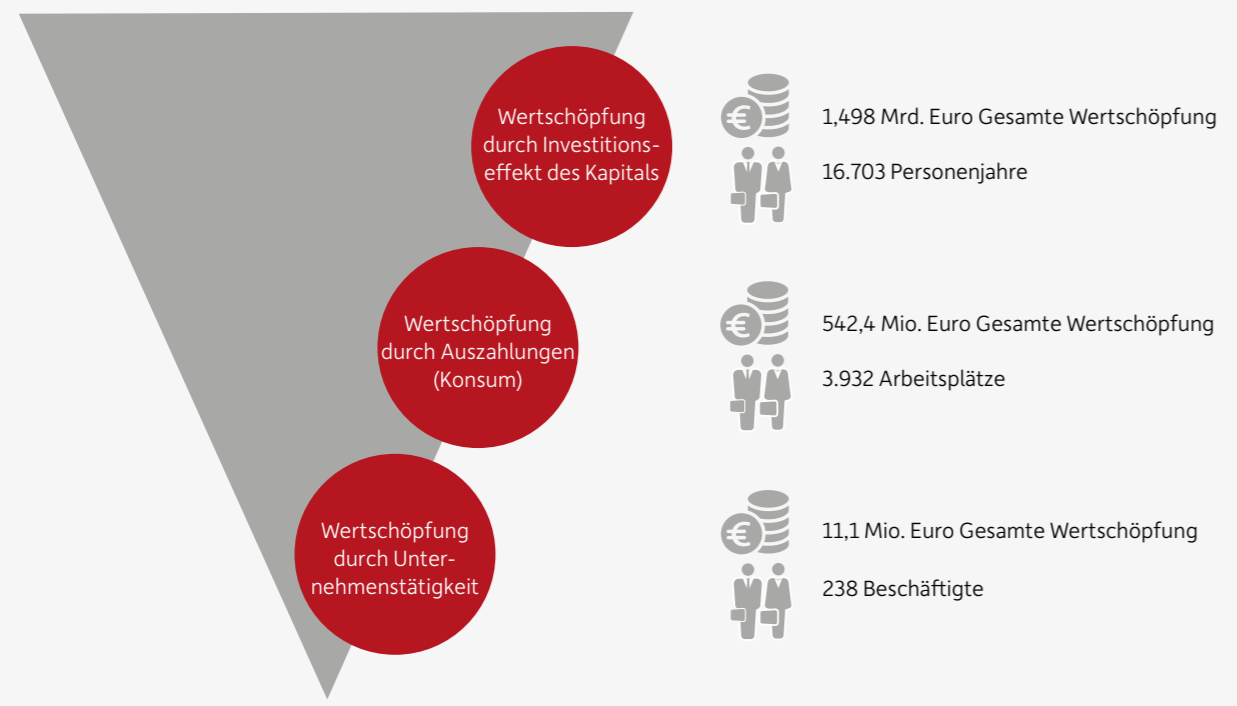 Wertschöpfung
durch Investitions-
effekt des Kapitals
1,498 Mrd. Euro Gesamte Wertschöpfung
16.703 Personenjahre
Wertschöpfung
durch Auszahlungen
(Konsum)
542,4 Mio. Euro Gesamte Wertschöpfung
3.932 Arbeitsplätze
Wertschöpfung
durch Unter-
nehmenstätigkeit
11,1 Mio. Euro Gesamte Wertschöpfung
238 Beschäftigte